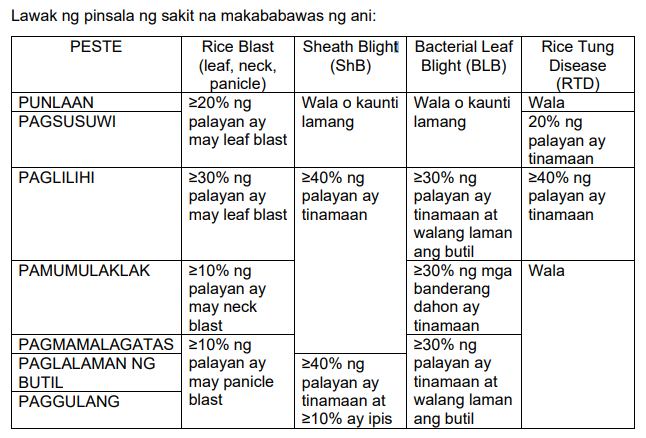 Lawak ng pinsala ng sakit na makababawas ng ani:
PESTE
Rice Blast
(leaf, neck,
panicle)
Sheath Blight
(ShB)
Bacterial Leaf
Blight (BLB)
Rice Tung
Disease
(RTD)
PUNLAAN
≥20% ng
palayan ay
may leaf blast
Wala o kaunti
lamang
Wala o kaunti
lamang
Wala
PAGSUSUWI
20% ng
palayan ay
tinamaan
PAGLILIHI
≥30% ng
palayan ay
may leaf blast
≥40% ng
palayan ay
tinamaan
≥30% ng
palayan ay
tinamaan at
walang laman
ang butil
≥40% ng
palayan ay
tinamaan
PAMUMULAKLAK
≥10% ng
palayan ay
may neck
blast
≥30% ng mga
banderang
dahon ay
tinamaan
Wala
PAGMAMALAGATAS
≥10% ng
palayan ay
may panicle
blast
≥30% ng
palayan ay
tinamaan at
walang laman
ang butil
PAGLALAMAN NG
BUTIL
≥40% ng
palayan ay
tinamaan at
≥10% ay ipis
PAGGULANG